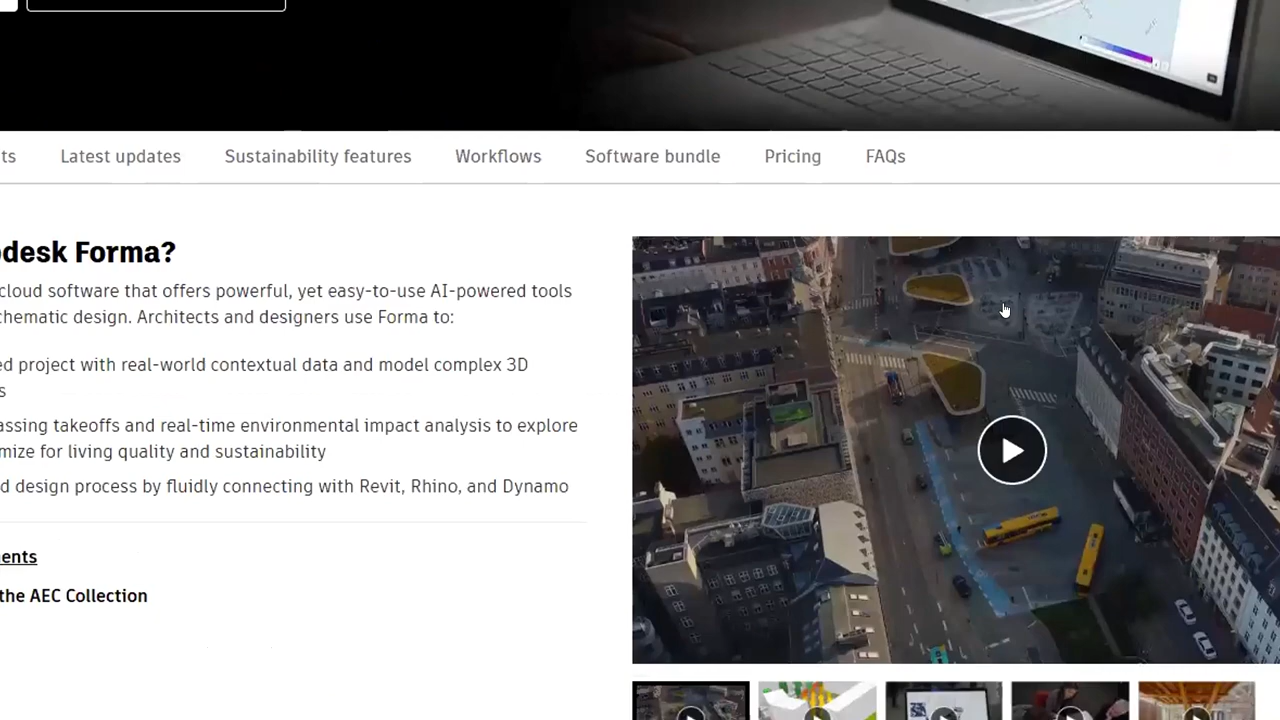 ts Latest updates Sustainability features Workflows Software bundle Pricing FAQs
desk Forma?
cloud software that offers powerful, yet easy-to-use AI-powered tools
chematic design. Architects and designers use Forma to:
ed project with real-world contextual data and model complex 3D
s
assing takeoffs and real-time environmental impact analysis to explore
mize for living quality and sustainability
d design process by fluidly connecting with Revit, Rhino, and Dynamo
ents
the AEC Collection